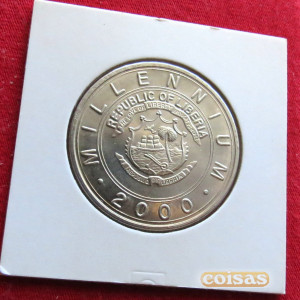 · MILLENNIUM ·
2000
REPUBLIC OF LIBERIA
coisas